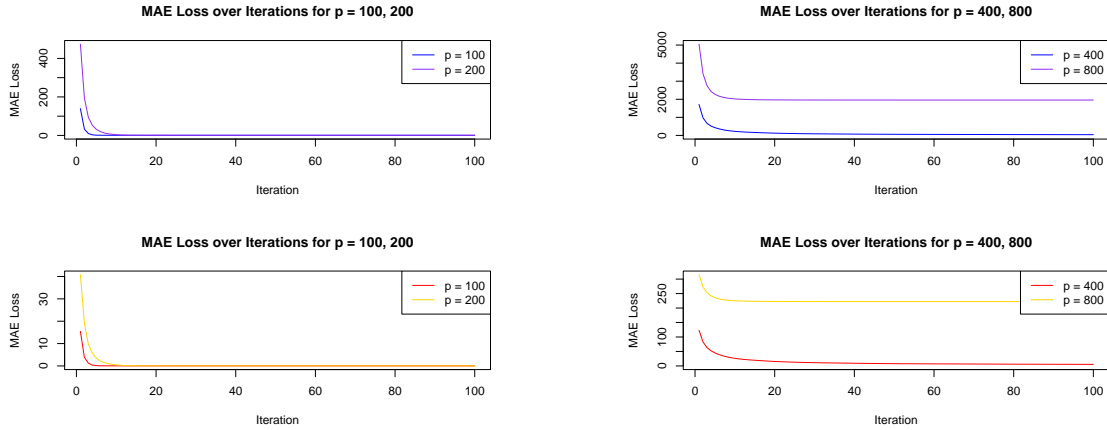 MAE Loss over Iterations for p = 100, 200
MAE Loss
0
200
400
0
20
40
60
80
100
Iteration
p = 100
p = 200
MAE Loss over Iterations for p = 400, 800
MAE Loss
0
2000
5000
0
20
40
60
80
100
Iteration
p = 400
p = 800
MAE Loss over Iterations for p = 100, 200
MAE Loss
0
10
30
0
20
40
60
80
100
Iteration
p = 100
p = 200
MAE Loss over Iterations for p = 400, 800
MAE Loss
0
100
250
0
20
40
60
80
100
Iteration
p = 400
p = 800